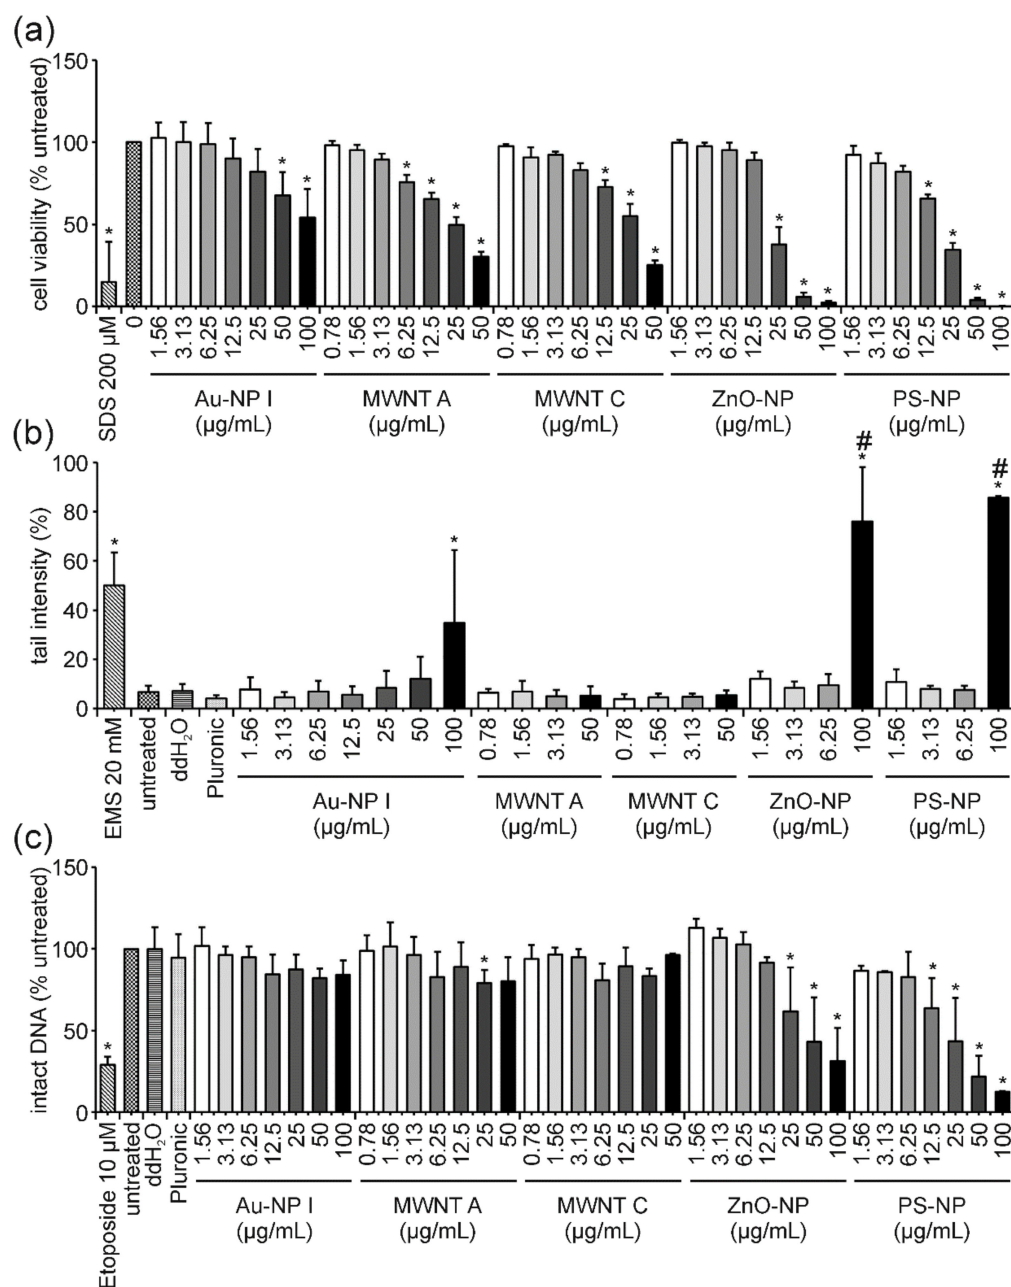 (a)
cell viability (% untreated)
150
100
50
0
* * * * * * * * * * * * * * * *
SDS 200 µM 0 1.56 3.13 6.25 12.5 25 50 100 0.78 1.56 3.13 6.25 12.5 25 50 0.78 1.56 3.13 6.25 12.5 25 50 1.56 3.13 6.25 12.5 25 50 100 1.56 3.13 6.25 12.5 25 50 100
Au-NP I MWNT A MWNT C ZnO-NP PS-NP
(µg/mL) (µg/mL) (µg/mL) (µg/mL) (µg/mL)
(b)
tail intensity (%)
100
80
60
40
20
0
# #
* * * *
EMS 20 mM untreated ddH₂O Pluronic 1.56 3.13 6.25 12.5 25 50 100 0.78 1.56 3.13 50 0.78 1.56 3.13 50 1.56 3.13 6.25 100 1.56 3.13 6.25 100
Au-NP I MWNT A MWNT C ZnO-NP PS-NP
(µg/mL) (µg/mL) (µg/mL) (µg/mL) (µg/mL)
(c)
intact DNA (% untreated)
150
100
50
0
* * * * * * * * *
Etoposide 10 µM untreated ddH₂O Pluronic 1.56 3.13 6.25 12.5 25 50 100 0.78 1.56 3.13 6.25 12.5 25 50 0.78 1.56 3.13 6.25 12.5 25 50 1.56 3.13 6.25 12.5 25 50 100 1.56 3.13 6.25 12.5 25 50 100
Au-NP I MWNT A MWNT C ZnO-NP PS-NP
(µg/mL) (µg/mL) (µg/mL) (µg/mL) (µg/mL)